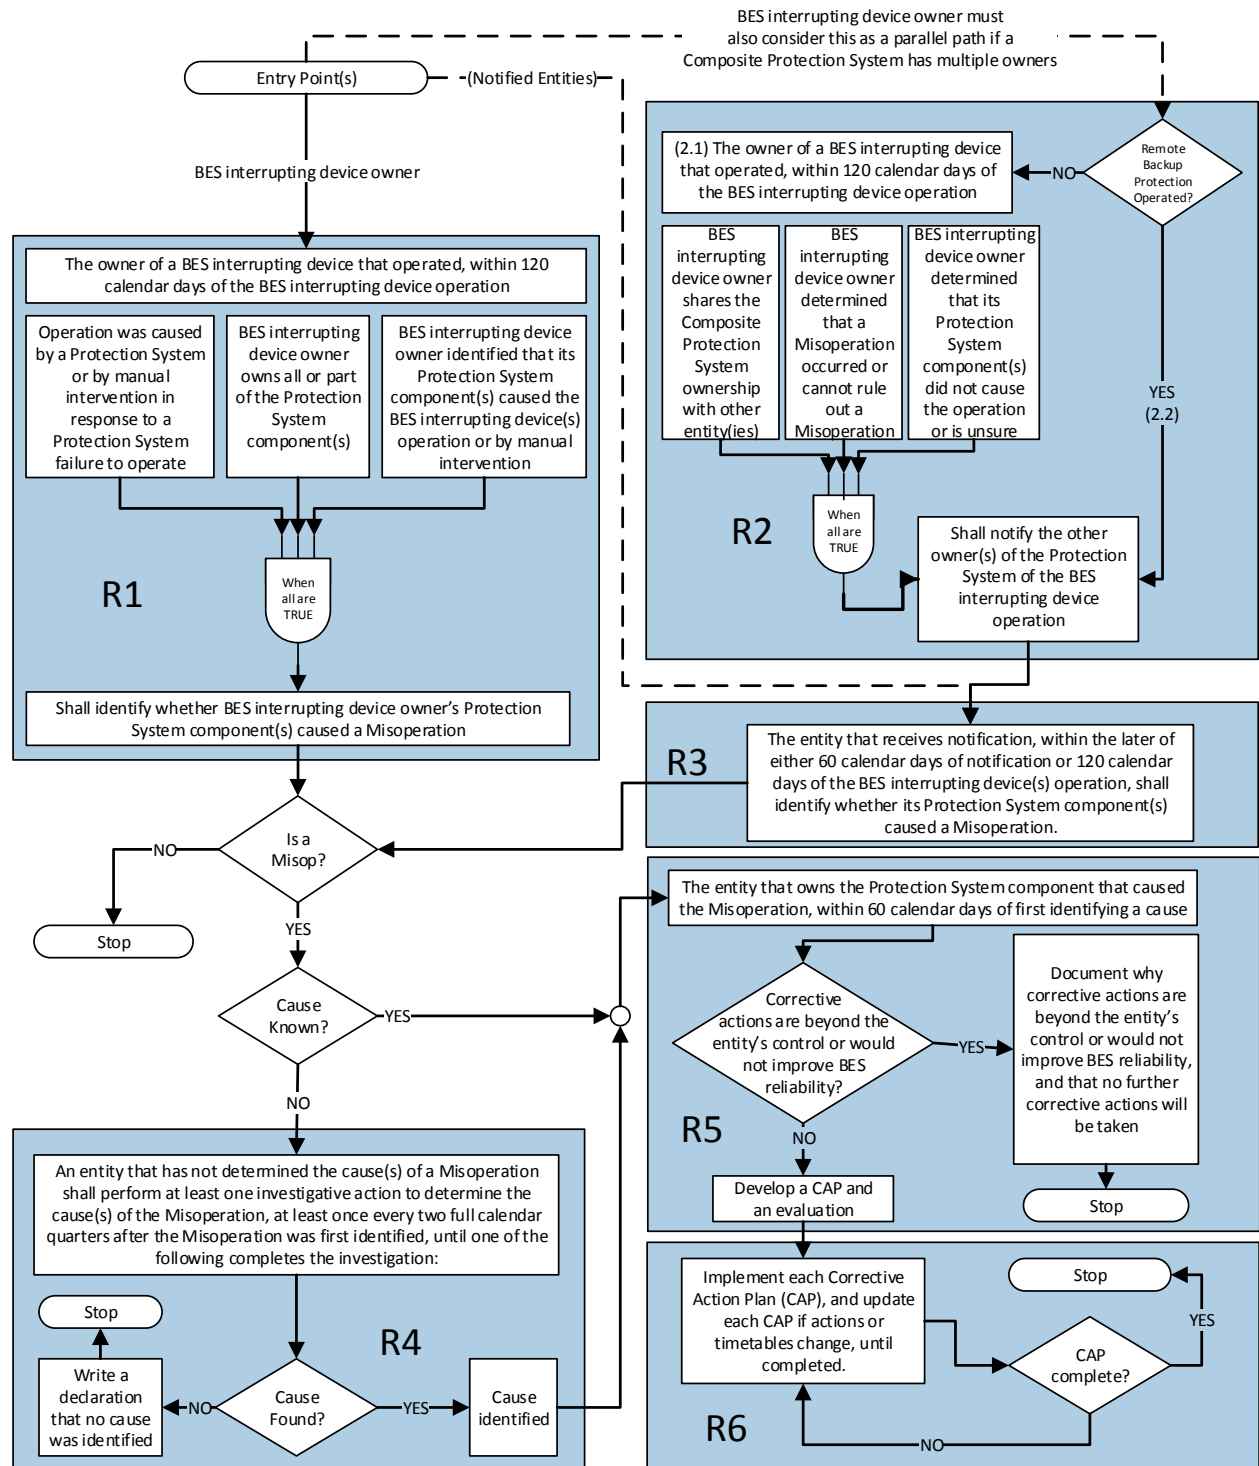 BES interrupting device owner must
also consider this as a parallel path if a
Composite Protection System has multiple owners
Entry Point(s)
(Notified Entities)
BES interrupting device owner
The owner of a BES interrupting device that operated, within 120
calendar days of the BES interrupting device operation
Operation was caused
by a Protection System
or by manual
intervention in
response to a
Protection System
failure to operate
BES interrupting
device owner
owns all or part
of the Protection
System
component(s)
BES interrupting device
owner identified that its
Protection System
component(s) caused the
BES interrupting device(s)
operation or by manual
intervention
When
all are
TRUE
R1
Shall identify whether BES interrupting device owner's Protection
System component(s) caused a Misoperation
(2.1) The owner of a BES interrupting device
that operated, within 120 calendar days of
the BES interrupting device operation
NO
Remote
Backup
Protection
Operated?
BES
interrupting
device owner
shares the
Composite
Protection
System
ownership
with other
entity(ies)
BES
interrupting
device owner
determined
that a
Misoperation
occurred or
cannot rule
out a
Misoperation
BES interrupting
device owner
determined
that its
Protection
System
component(s)
did not cause
the operation
or is unsure
YES
(2.2)
When
all are
TRUE
R2
Shall notify the other
owner(s) of the Protection
System of the BES
interrupting device
operation
R3
The entity that receives notification, within the later of
either 60 calendar days of notification or 120 calendar
days of the BES interrupting device(s) operation, shall
identify whether its Protection System component(s)
caused a Misoperation.
Is a
Misop?
NO
Stop
YES
Cause
Known?
YES
NO
The entity that owns the Protection System component that caused
the Misoperation, within 60 calendar days of first identifying a cause
Corrective
actions are beyond the
entity's control or would
not improve BES
reliability?
YES
Document why
corrective actions are
beyond the entity's
control or would not
improve BES reliability,
and that no further
corrective actions will
be taken
Stop
R5
NO
Develop a CAP and
an evaluation
An entity that has not determined the cause(s) of a Misoperation
shall perform at least one investigative action to determine the
cause(s) of the Misoperation, at least once every two full calendar
quarters after the Misoperation was first identified, until one of the
following completes the investigation:
Stop
R4
Write a
declaration
that no cause
was identified
NO
Cause
Found?
YES
Cause
identified
Implement each Corrective
Action Plan (CAP), and update
each CAP if actions or
timetables change, until
completed.
Stop
YES
CAP
complete?
NO
R6